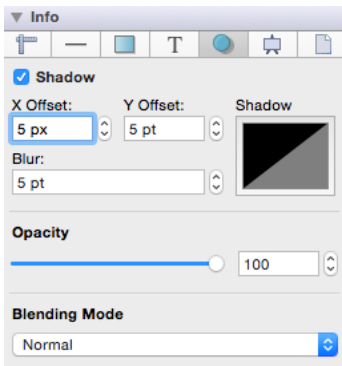 Info
T
Shadow
X Offset: Y Offset: Shadow
5 px 5 pt
Blur:
5 pt
Opacity
100
Blending Mode
Normal